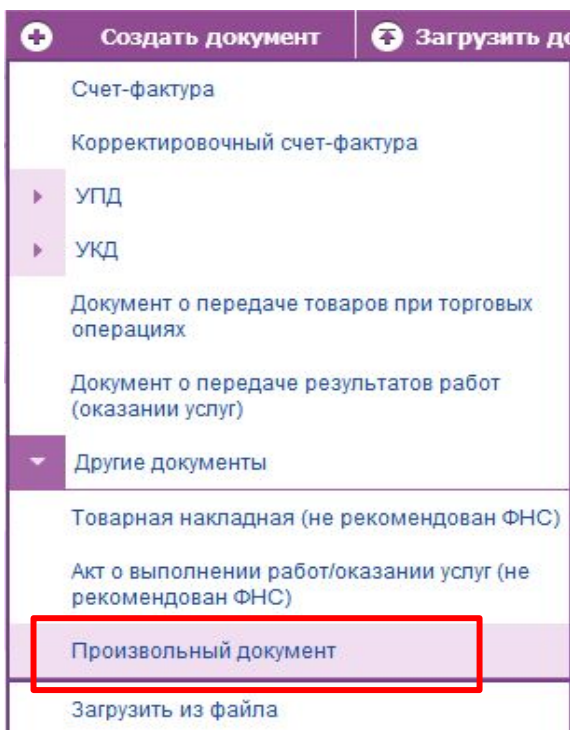 Создать документ
Загрузить до
Счет-фактура
Корректировочный счет-фактура
УПД
УКД
Документ о передаче товаров при торговых
операциях
Документ о передаче результатов работ
(оказании услуг)
Другие документы
Товарная накладная (не рекомендован ФНС)
Акт о выполнении работ/оказании услуг (не
рекомендован ФНС)
Произвольный документ
Загрузить из файла